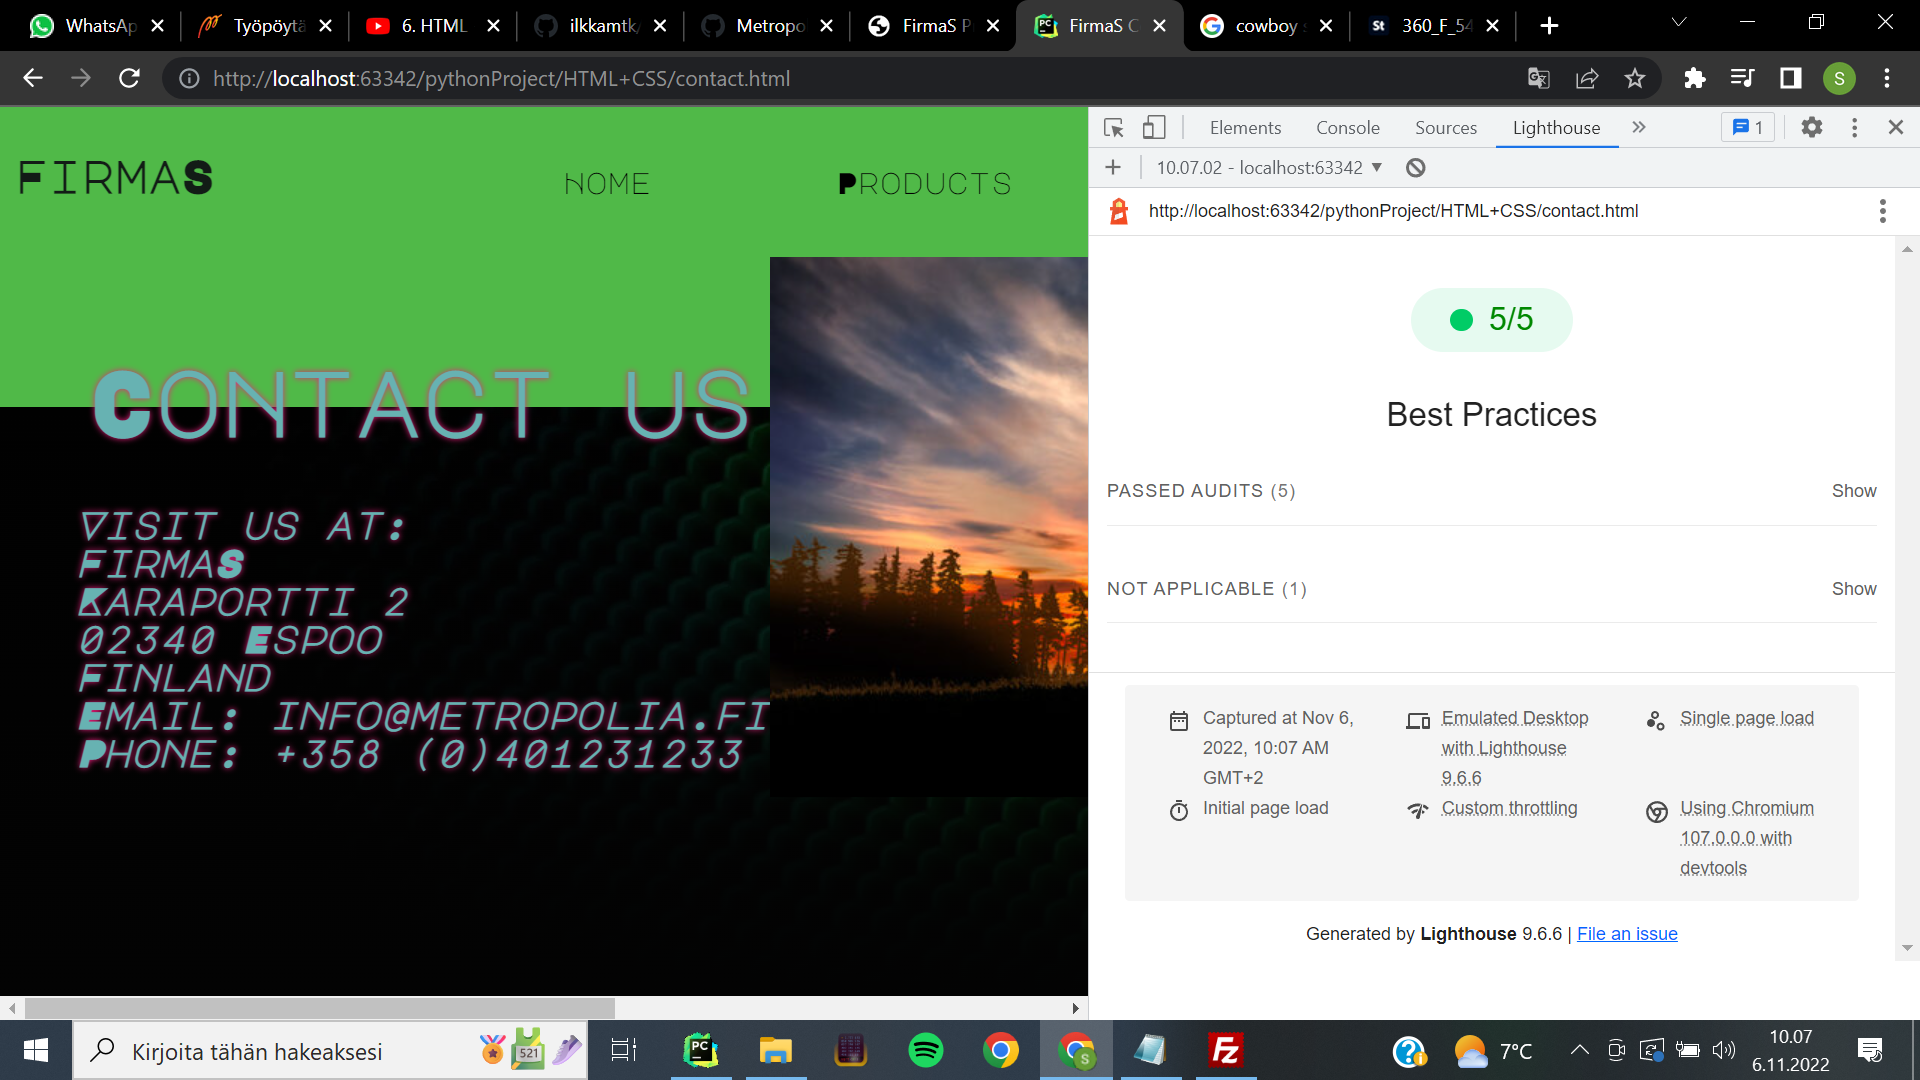 WhatsAp
Työpöytä
6. HTML
ilkkamtk/
Metropo
FirmaS P
FirmaS C
cowboy s
360_F_54
http://localhost:63342/pythonProject/HTML+CSS/contact.html
S
FirmaS
Home
Products
Contact us
Visit us at:
FirmaS
Karaportti 2
02340 Espoo
Finland
Email: info@metropolia.fi
Phone: +358 (0)401231233
Elements
Console
Sources
Lighthouse
1
10.07.02 - localhost:63342
http://localhost:63342/pythonProject/HTML+CSS/contact.html
5/5
Best Practices
PASSED AUDITS (5)
Show
NOT APPLICABLE (1)
Show
Captured at Nov 6,
2022, 10:07 AM
GMT+2
Emulated Desktop
with Lighthouse
9.6.6
Single page load
Initial page load
Custom throttling
Using Chromium
107.0.0.0 with
devtools
Generated by Lighthouse 9.6.6 | File an issue
Kirjoita tähän hakeaksesi
521
PC
S
Fz
7°C
10.07
6.11.2022